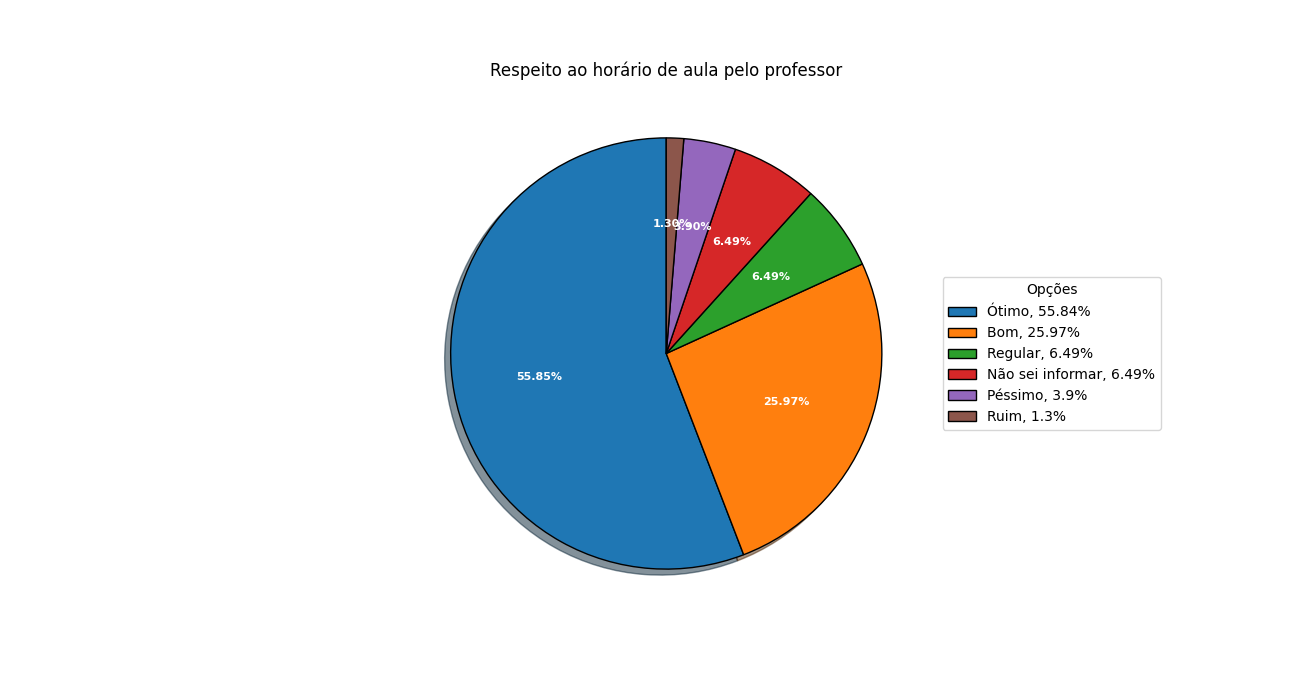 Respeito ao horário de aula pelo professor
1.30%
3.90%
6.49%
6.49%
55.85%
25.97%
Opções
Ótimo, 55.84%
Bom, 25.97%
Regular, 6.49%
Não sei informar, 6.49%
Péssimo, 3.9%
Ruim, 1.3%